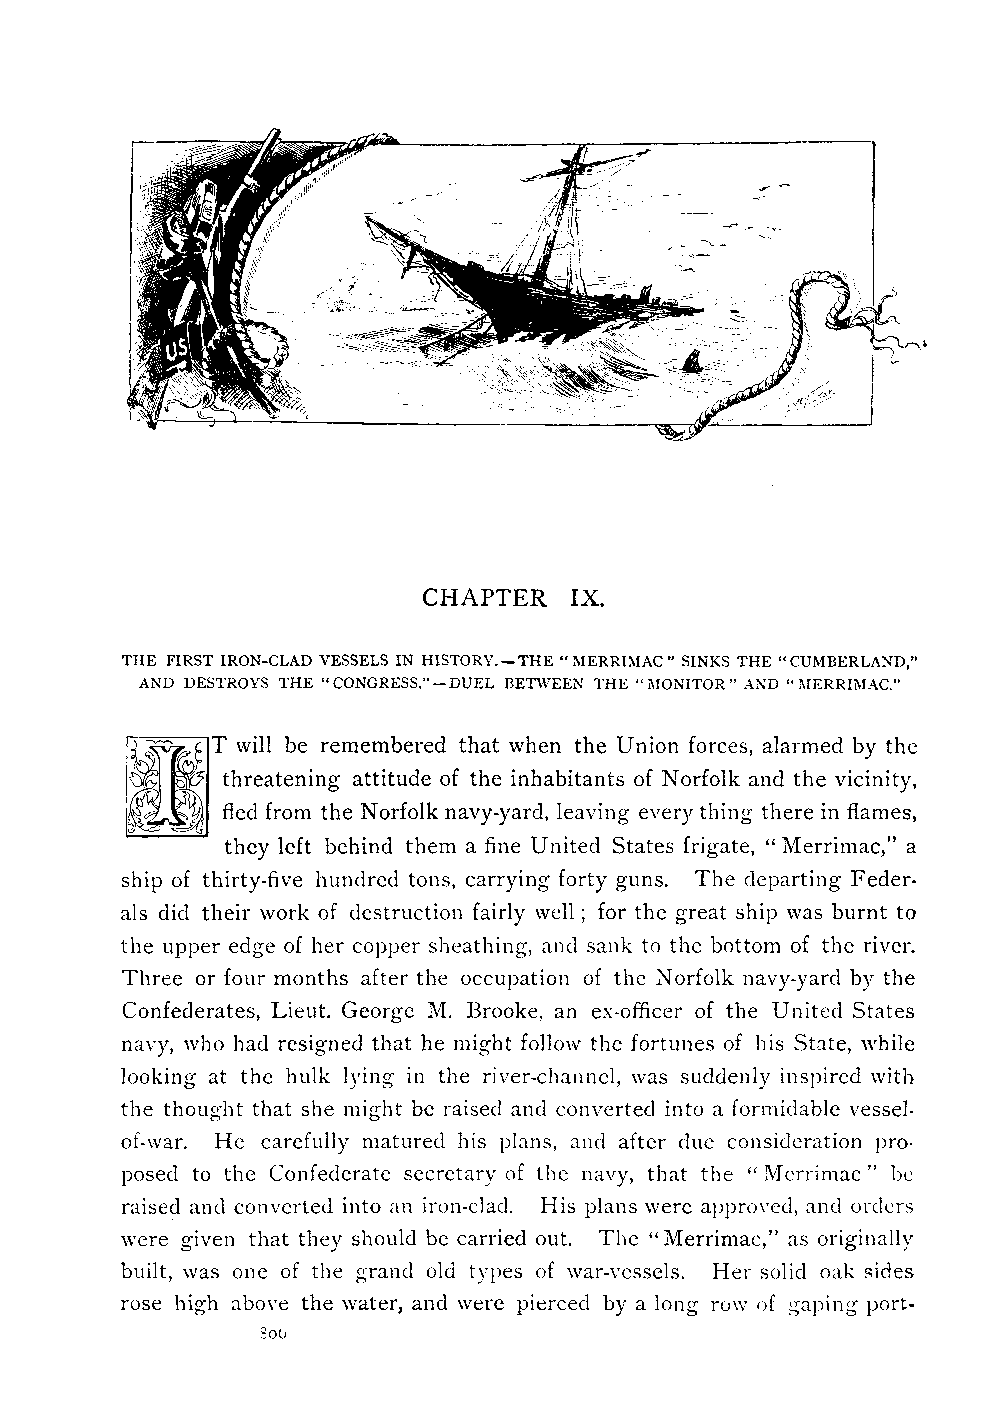 US
CHAPTER IX.
THE FIRST IRON-CLAD VESSELS IN HISTORY.—THE "MERRIMAC" SINKS THE "CUMBERLAND,"
AND DESTROYS THE "CONGRESS."—DUEL BETWEEN THE "MONITOR" AND "MERRIMAC."
IT will be remembered that when the Union forces, alarmed by the
threatening attitude of the inhabitants of Norfolk and the vicinity,
fled from the Norfolk navy-yard, leaving every thing there in flames,
they left behind them a fine United States frigate, "Merrimac," a
ship of thirty-five hundred tons, carrying forty guns. The departing Feder-
als did their work of destruction fairly well; for the great ship was burnt to
the upper edge of her copper sheathing, and sank to the bottom of the river.
Three or four months after the occupation of the Norfolk navy-yard by the
Confederates, Lieut. George M. Brooke, an ex-officer of the United States
navy, who had resigned that he might follow the fortunes of his State, while
looking at the hulk lying in the river-channel, was suddenly inspired with
the thought that she might be raised and converted into a formidable vessel-
of-war. He carefully matured his plans, and after due consideration pro-
posed to the Confederate secretary of the navy, that the "Merrimac" be
raised and converted into an iron-clad. His plans were approved, and orders
were given that they should be carried out. The "Merrimac," as originally
built, was one of the grand old types of war-vessels. Her solid oak sides
rose high above the water, and were pierced by a long row of gaping port-